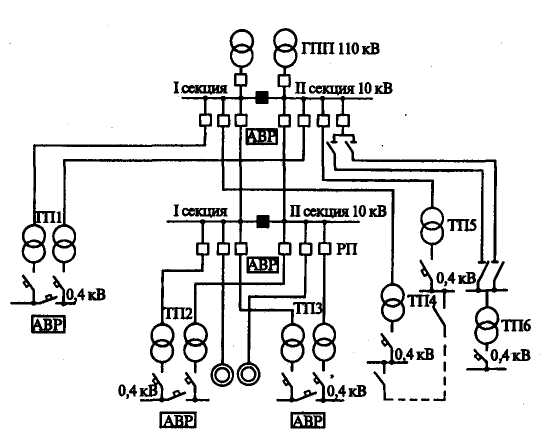 ГПП 110 кВ
I секция
II секция 10 кВ
АВР
ТП1
I секция
II секция 10 кВ
ТП5
РП
АВР
0,4 кВ
0,4 кВ
АВР
ТП2
ТП3
ТП4
ТП6
0,4 кВ
0,4 кВ
0,4 кВ
0,4 кВ
АВР
АВР